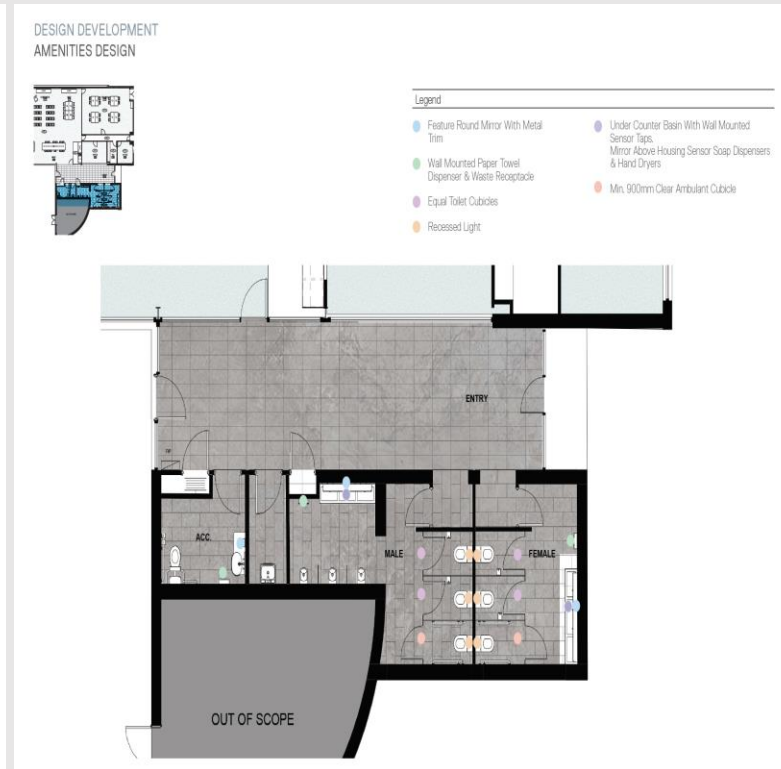 DESIGN DEVELOPMENT
AMENITIES DESIGN
Legend
Feature Round Mirror With Metal
Trim
Wall Mounted Paper Towel
Dispenser & Waste Receptacle
Equal Toilet Cubicles
Recessed Light
Under Counter Basin With Wall Mounted
Sensor Taps.
Mirror Above Housing Sensor Soap Dispensers
& Hand Dryers
Min. 900mm Clear Ambulant Cubicle
ENTRY
ACC.
MALE
FEMALE
OUT OF SCOPE